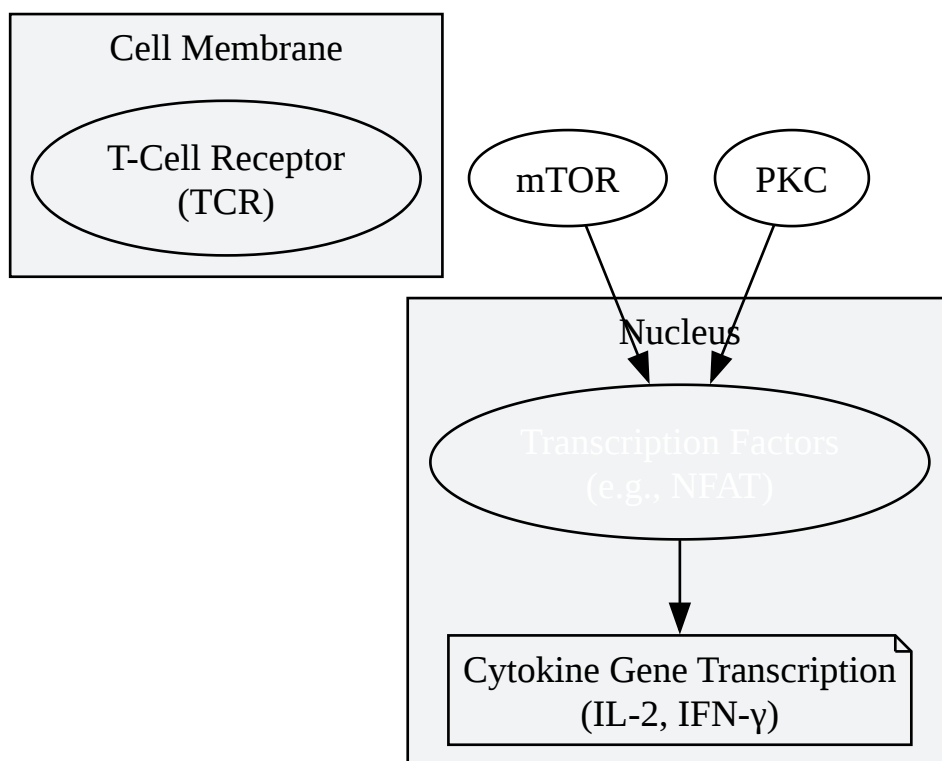 Cell Membrane
T-Cell Receptor
(TCR)
mTOR
PKC
Nucleus
Transcription Factors
(e.g., NFAT)
Cytokine Gene Transcription
(IL-2, IFN-γ)